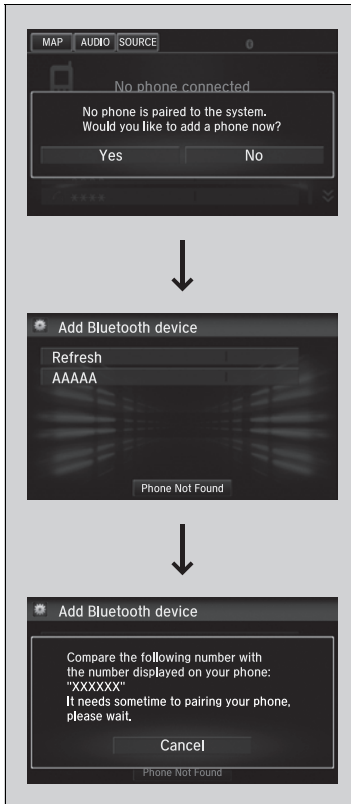 MAP AUDIO SOURCE 0
No phone connected
No phone is paired to the system.
Would you like to add a phone now?
Yes No
****
Add Bluetooth device
Refresh
AAAAA
Phone Not Found
Add Bluetooth device
Compare the following number with
the number displayed on your phone:
"XXXXXX"
It needs sometime to pairing your phone,
please wait.
Cancel
Phone Not Found